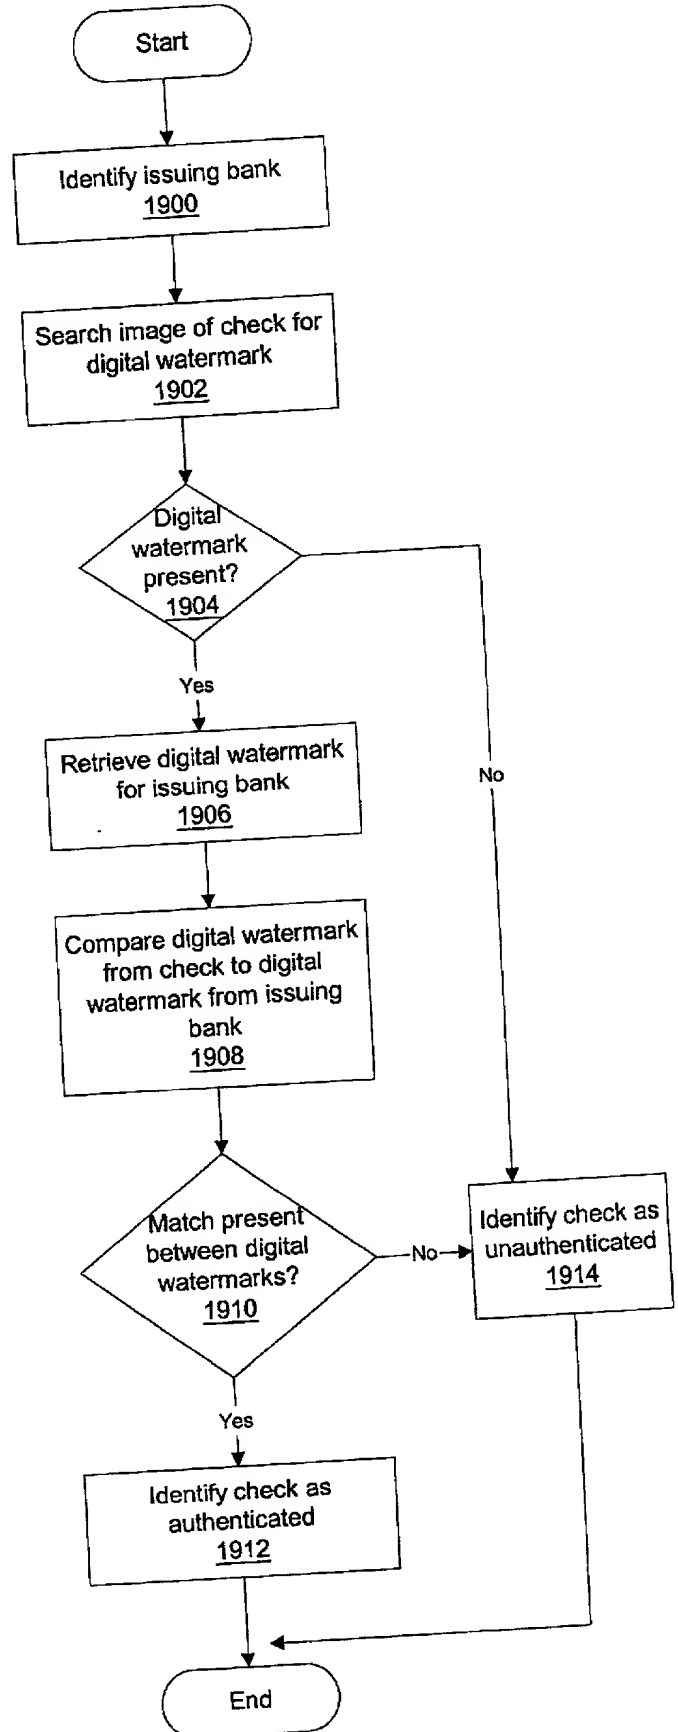 Start
Identify issuing bank
1900
Search image of check for
digital watermark
1902
Digital
watermark
present?
1904
Yes
No
Retrieve digital watermark
for issuing bank
1906
Compare digital watermark
from check to digital
watermark from issuing
bank
1908
Match present
between digital
watermarks?
1910
No
Identify check as
unauthenticated
1914
Yes
Identify check as
authenticated
1912
End